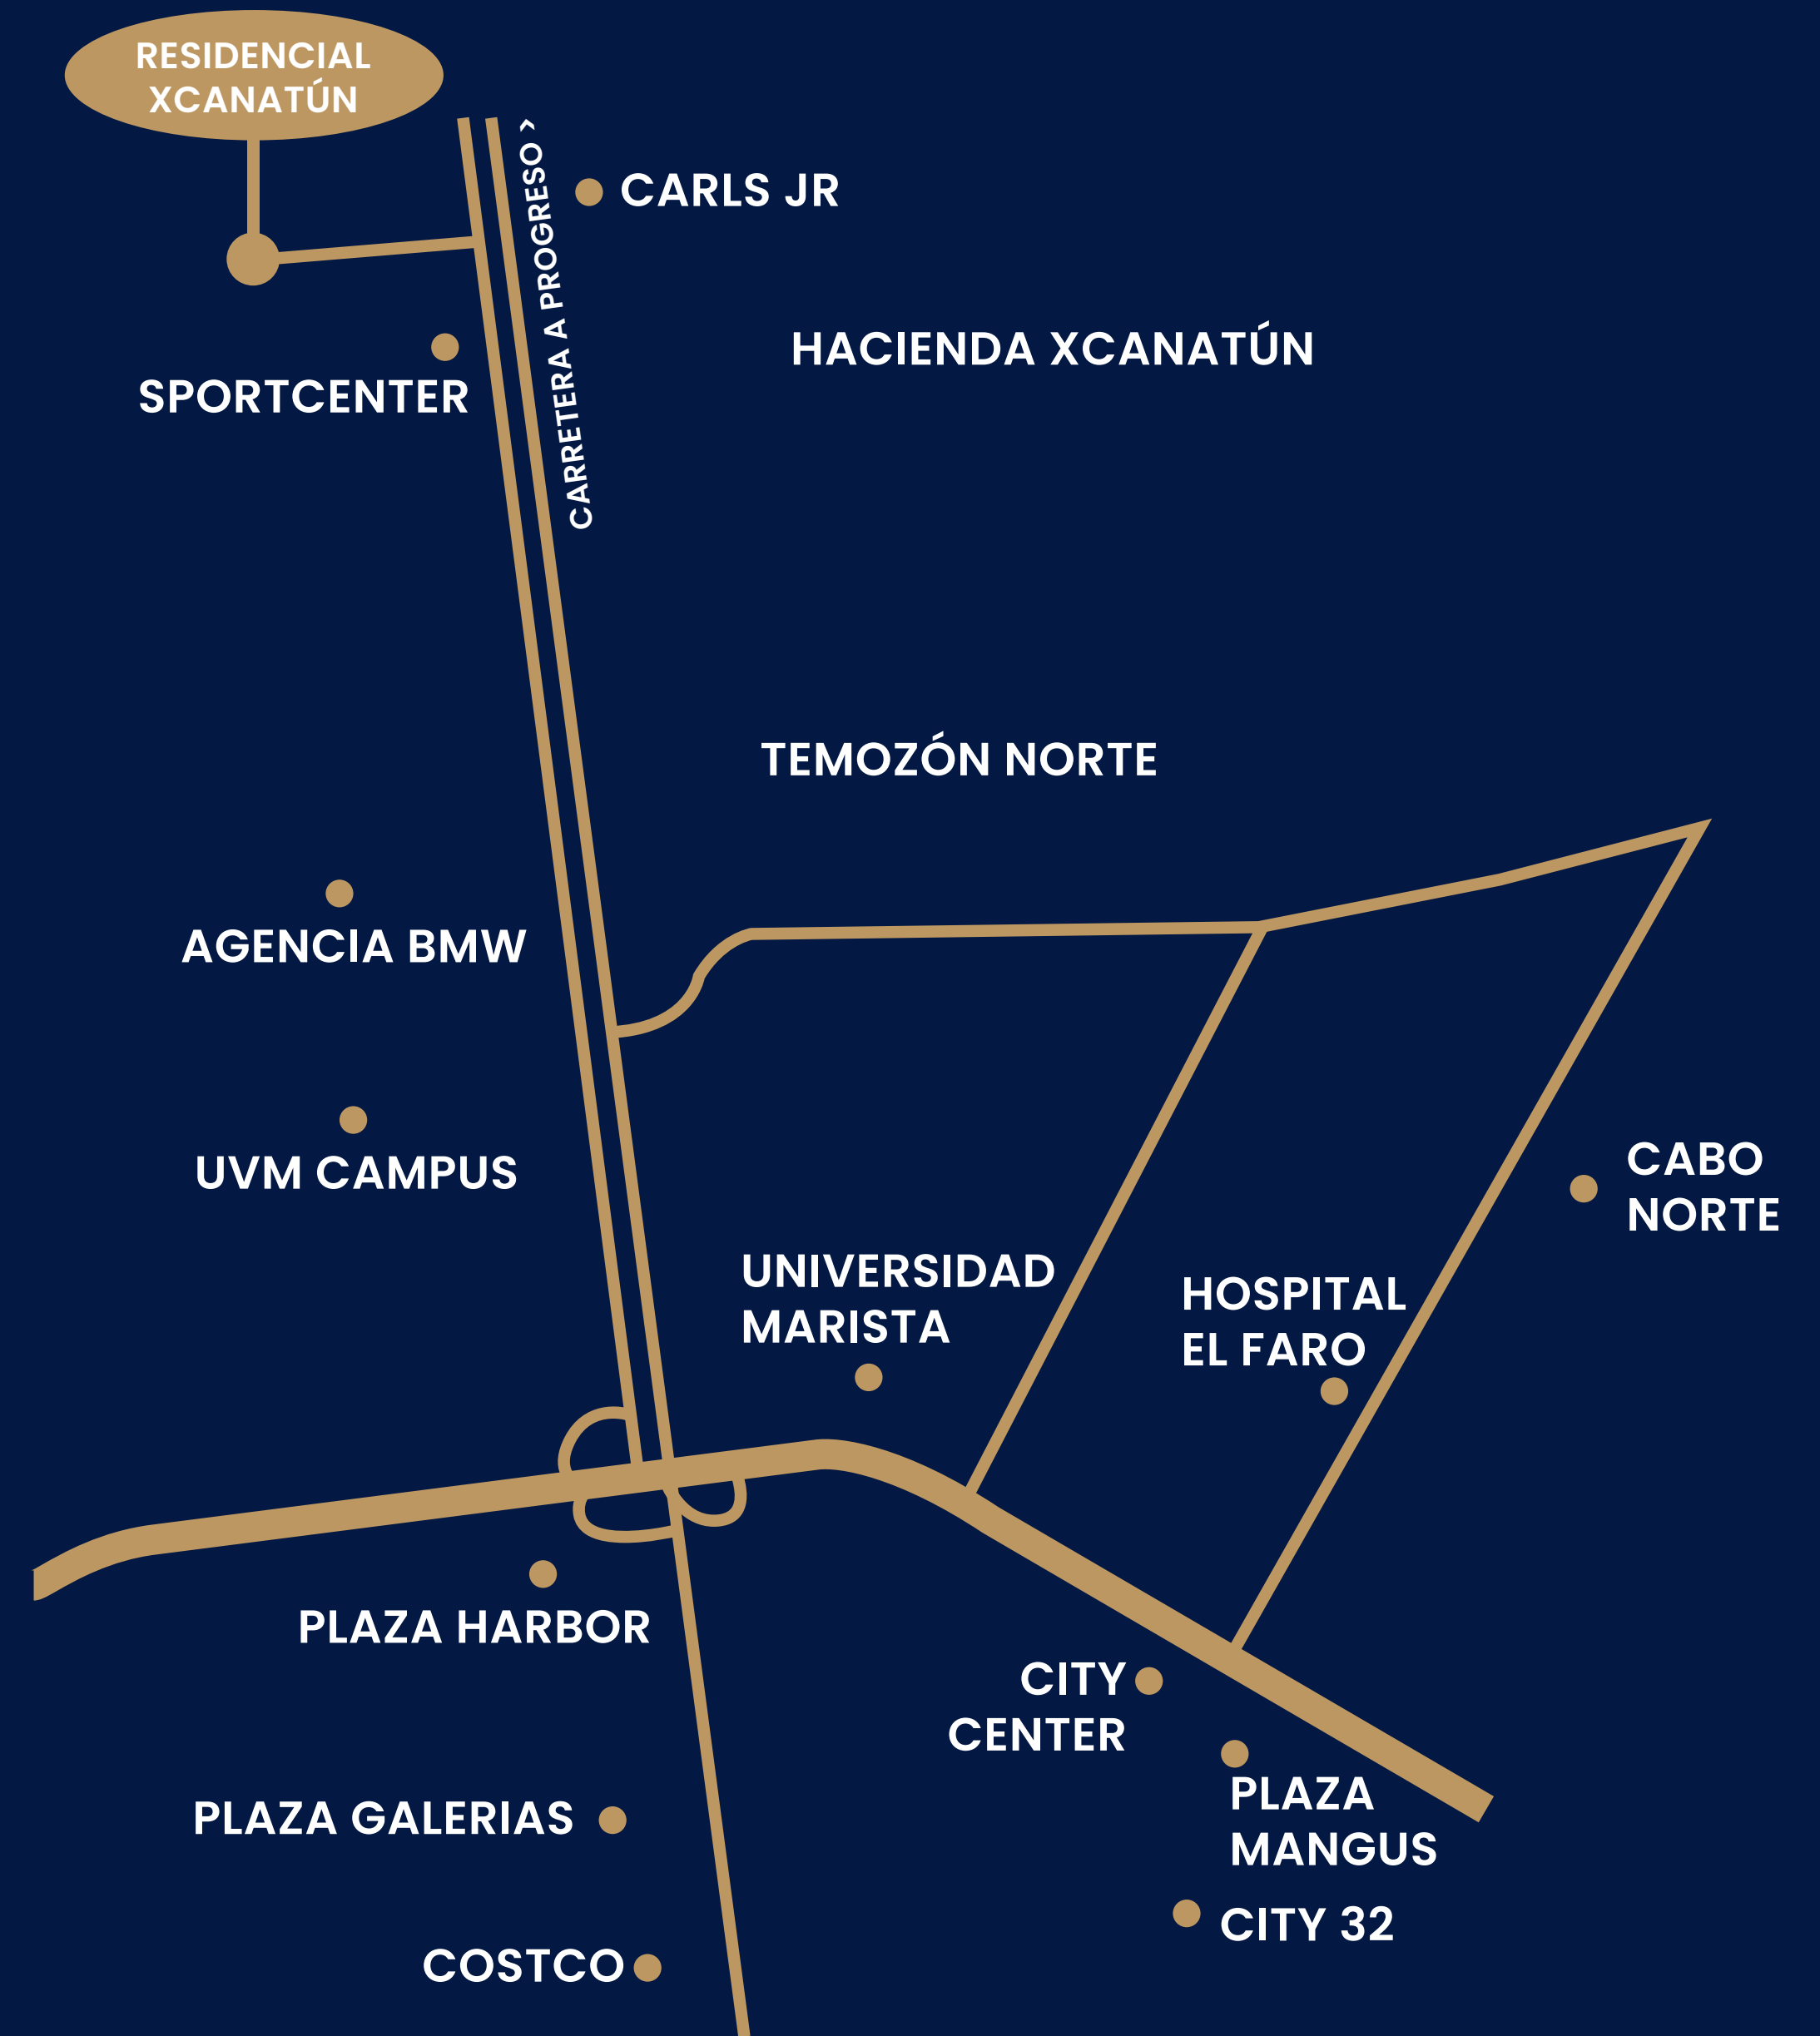 RESIDENCIAL
XCANATÚN
CARRETERA A PROGRESO >
CARLS JR
HACIENDA XCANATÚN
SPORTCENTER
TEMOZÓN NORTE
AGENCIA BMW
UVM CAMPUS
CABO
NORTE
UNIVERSIDAD
MARISTA
HOSPITAL
EL FARO
PLAZA HARBOR
CITY
CENTER
PLAZA
MANGUS
PLAZA GALERIAS
CITY 32
COSTCO